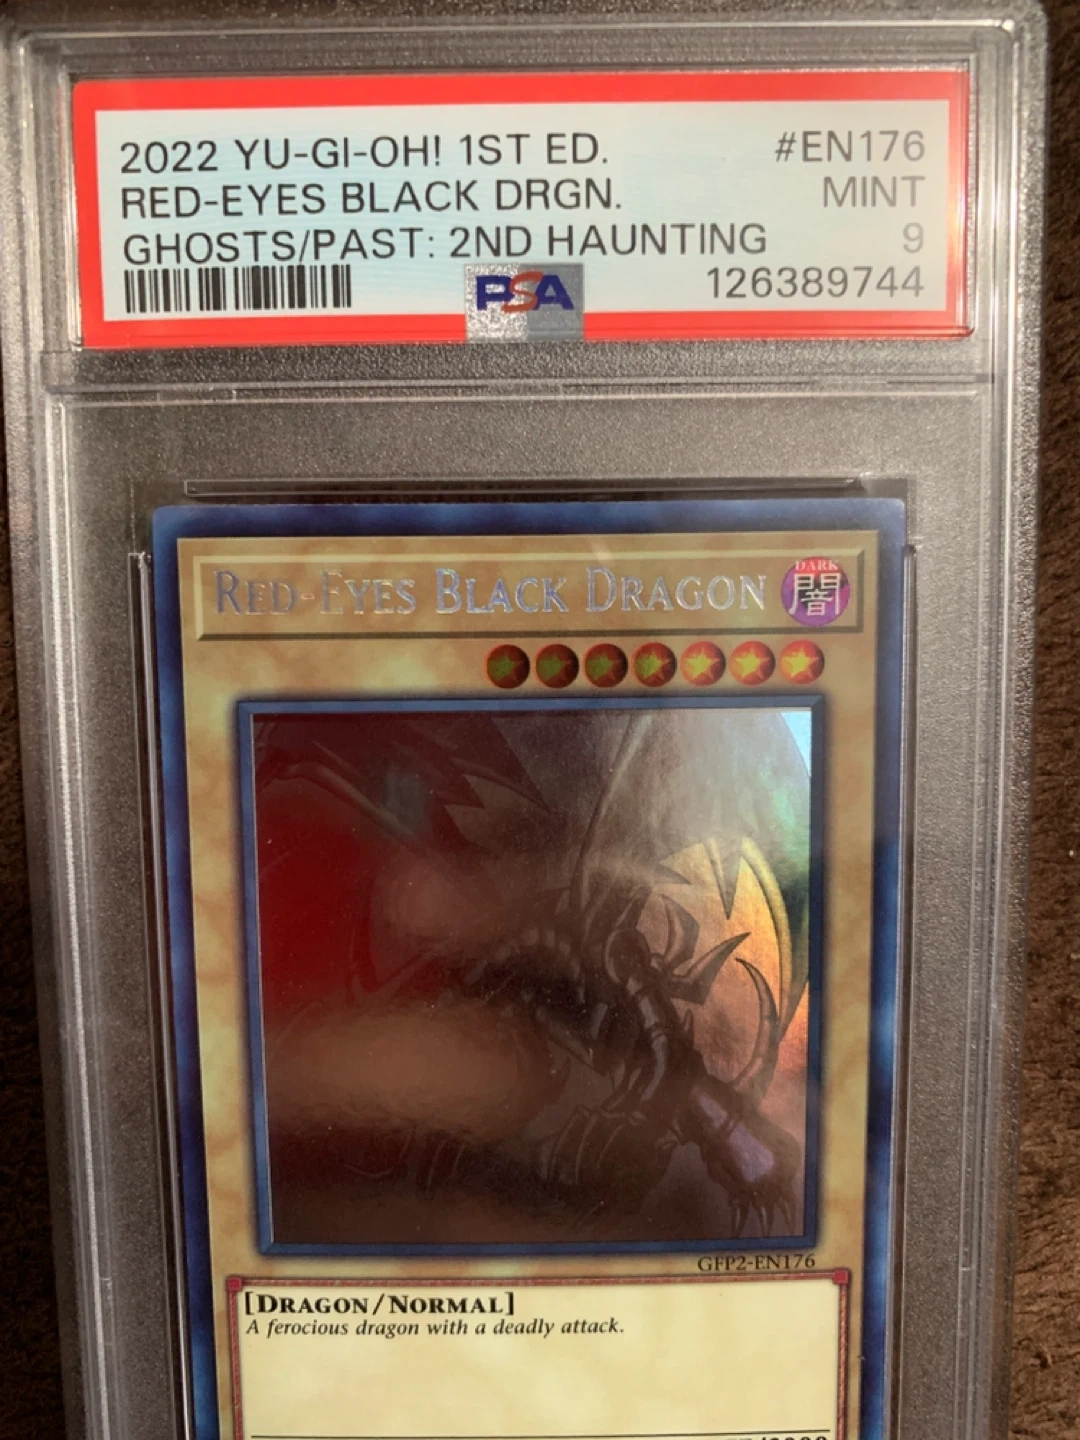 2022 YU-GI-OH! 1ST ED. #EN176
RED-EYES BLACK DRGN. MINT
GHOSTS/PAST: 2ND HAUNTING 9
PSA 126389744
RED-EYES BLACK DRAGON
DARK
闇
GFP2-EN176
[DRAGON/NORMAL]
A ferocious dragon with a deadly attack.